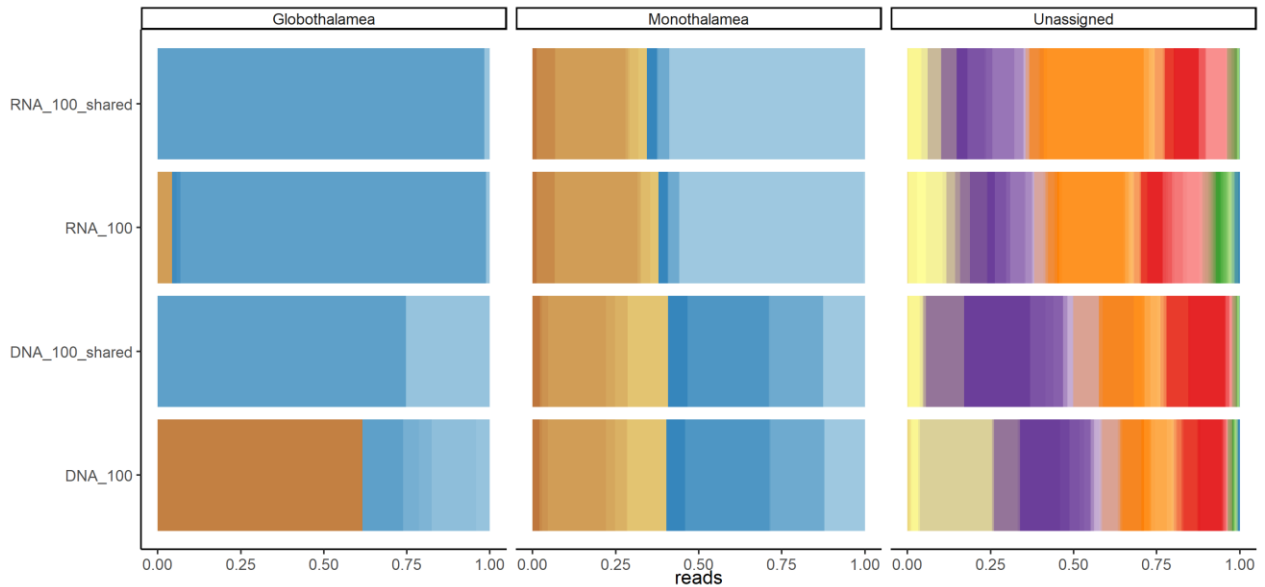 Globothalamea Monothalamea Unassigned
RNA_100_shared
RNA_100
DNA_100_shared
DNA_100
0.00 0.25 0.50 0.75 1.00 0.00 0.25 0.50 0.75 1.00 0.00 0.25 0.50 0.75 1.00
reads